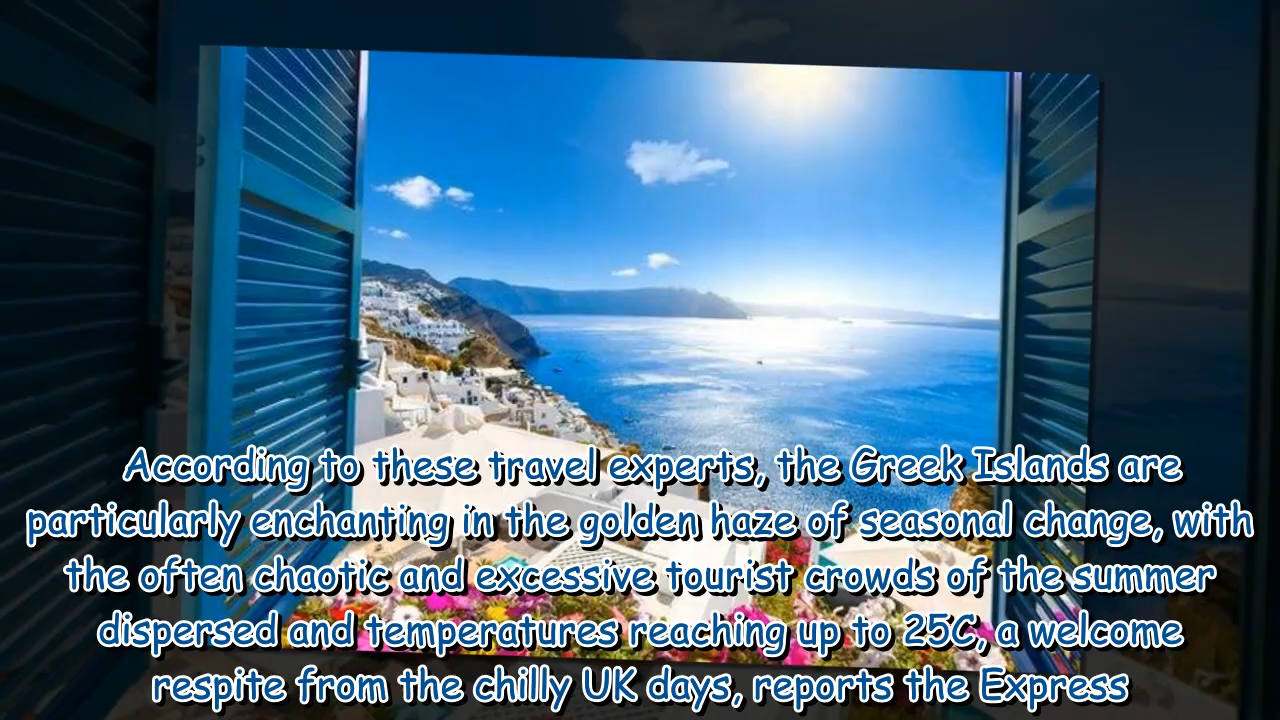 According to these travel experts, the Greek Islands are
particularly enchanting in the golden haze of seasonal change, with
the often chaotic and excessive tourist crowds of the summer
dispersed and temperatures reaching up to 25C, a welcome
respite from the chilly UK days, reports the Express